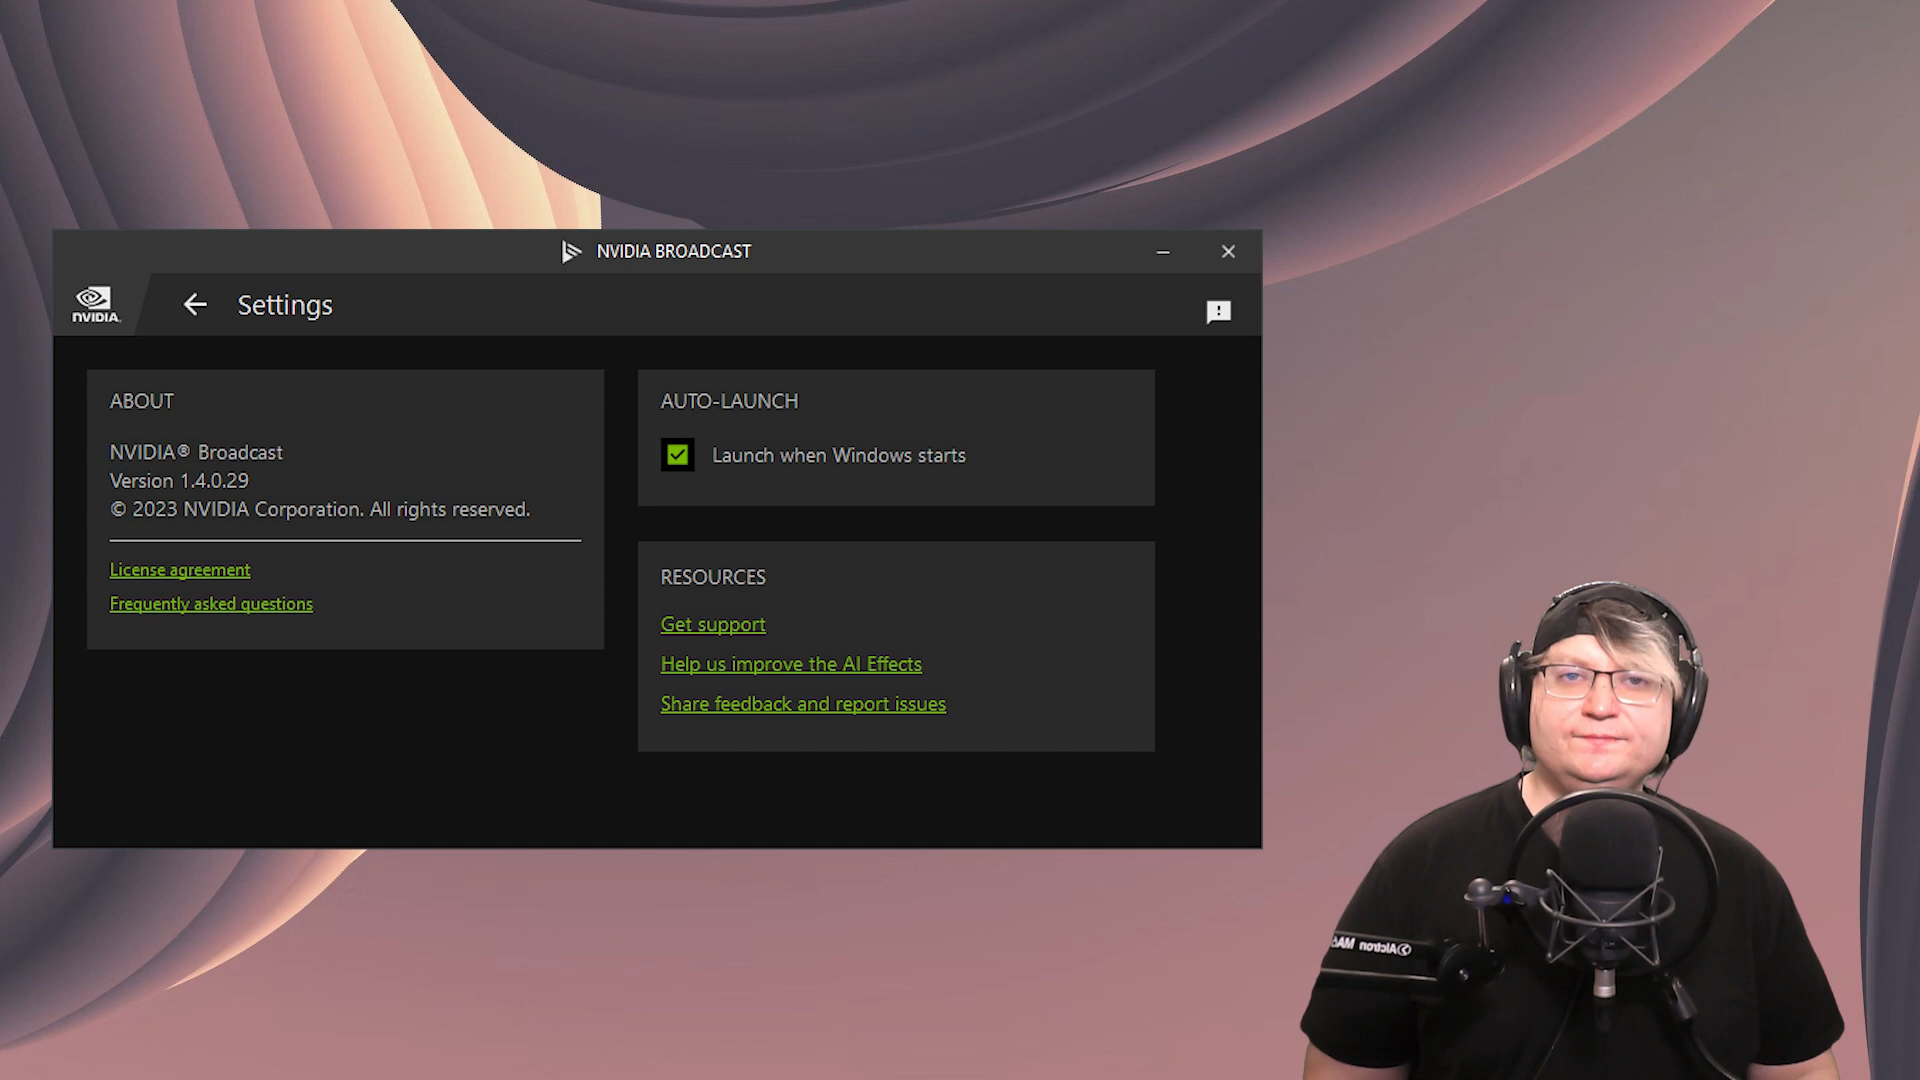 NVIDIA BROADCAST
NVIDIA.
Settings
ABOUT
NVIDIA® Broadcast
Version 1.4.0.29
© 2023 NVIDIA Corporation. All rights reserved.
License agreement
Frequently asked questions
AUTO-LAUNCH
Launch when Windows starts
RESOURCES
Get support
Help us improve the AI Effects
Share feedback and report issues
Alctron